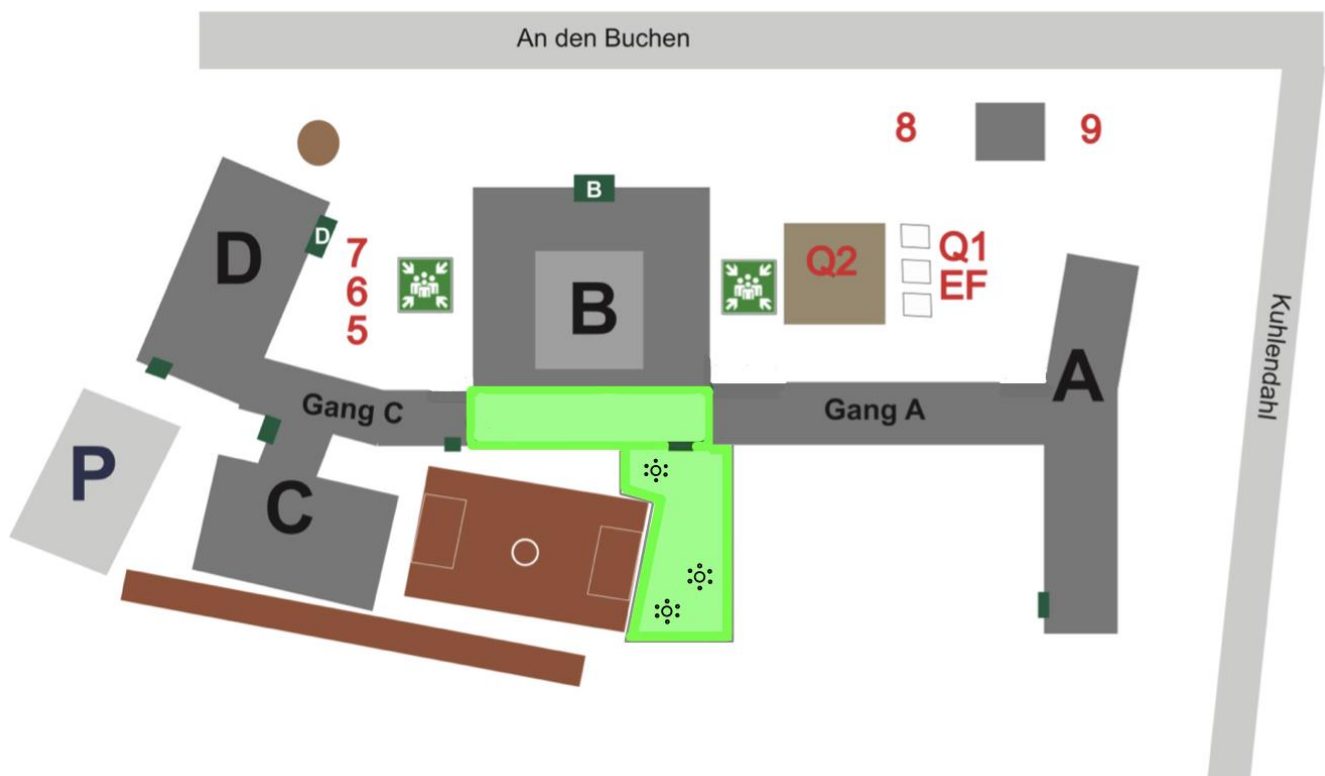 An den Buchen
8
9
B
D
D
7
6
5
B
Q2
Q1
EF
A
Kuhlendahl
Gang C
Gang A
P
C